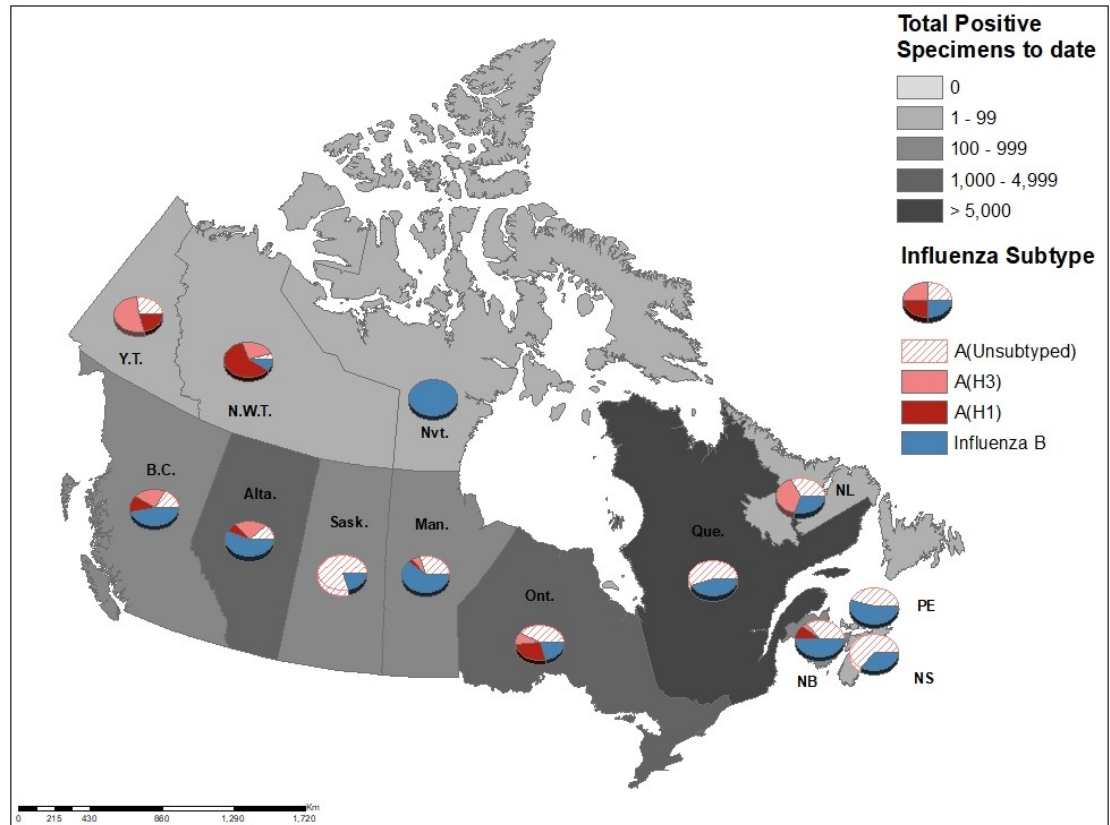 Total Positive
Specimens to date
0
1 - 99
100 - 999
1,000 - 4,999
> 5,000
Influenza Subtype
A(Unsubtyped)
A(H3)
A(H1)
Influenza B
Y.T.
N.W.T.
Nvt.
B.C.
Alta.
Sask.
Man.
Ont.
Que.
NL
PE
NB
NS
Km
0 215 430 860 1,290 1,720